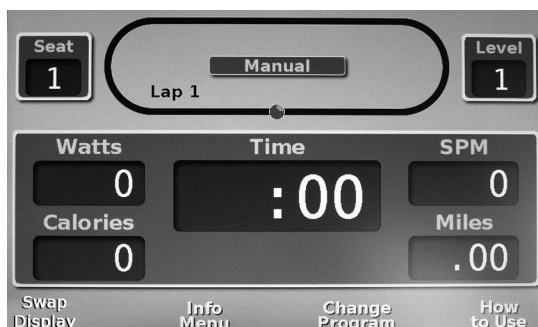 Seat
1
Manual
Lap 1
Level
1
Watts
0
Time
:00
SPM
0
Calories
0
Miles
.00
Swap
Display
Info
Menu
Change
Program
How
to Use